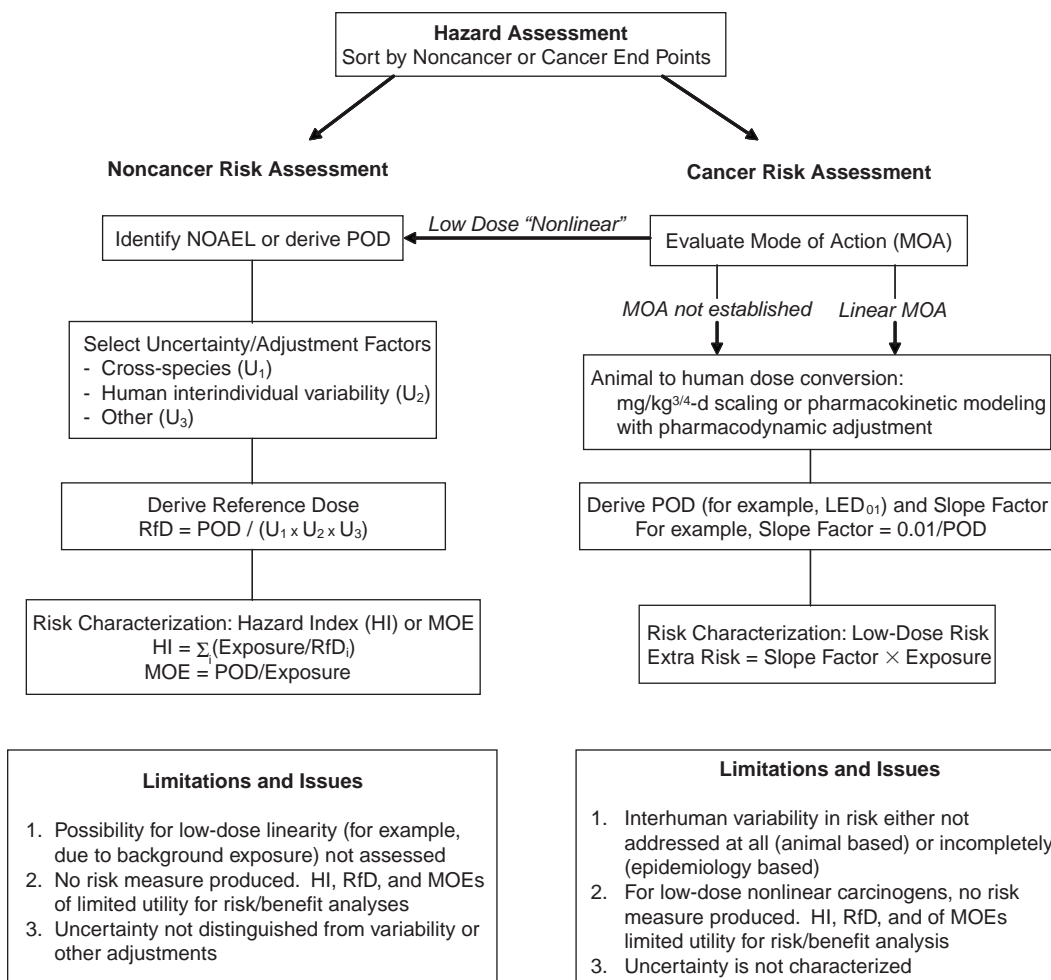 Hazard Assessment
Sort by Noncancer or Cancer End Points
Noncancer Risk Assessment
Cancer Risk Assessment
Identify NOAEL or derive POD
Low Dose “Nonlinear”
Evaluate Mode of Action (MOA)
MOA not established
Linear MOA
Select Uncertainty/Adjustment Factors
- Cross-species (U₁)
- Human interindividual variability (U₂)
- Other (U₃)
Animal to human dose conversion:
mg/kg³ᐟ⁴-d scaling or pharmacokinetic modeling
with pharmacodynamic adjustment
Derive Reference Dose
RfD = POD / (U₁ x U₂ x U₃)
Derive POD (for example, LED₀₁) and Slope Factor
For example, Slope Factor = 0.01/POD
Risk Characterization: Hazard Index (HI) or MOE
HI = Σᵢ(Exposure/RfDᵢ)
MOE = POD/Exposure
Risk Characterization: Low-Dose Risk
Extra Risk = Slope Factor × Exposure
Limitations and Issues
1. Possibility for low-dose linearity (for example,
due to background exposure) not assessed
2. No risk measure produced. HI, RfD, and MOEs
of limited utility for risk/benefit analyses
3. Uncertainty not distinguished from variability or
other adjustments
Limitations and Issues
1. Interhuman variability in risk either not
addressed at all (animal based) or incompletely
(epidemiology based)
2. For low-dose nonlinear carcinogens, no risk
measure produced. HI, RfD, and of MOEs
limited utility for risk/benefit analysis
3. Uncertainty is not characterized